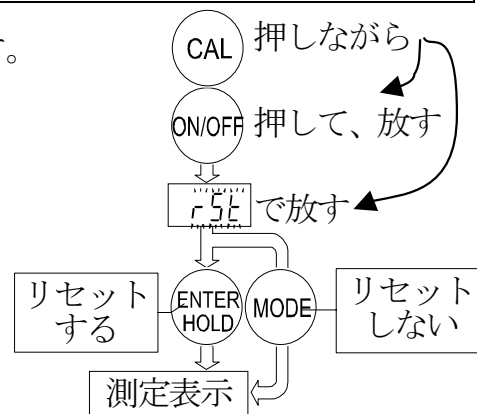 す。
CAL 押しながら
ON/OFF 押して、放す
rSt で放す
リセット
する
ENTER
HOLD
MODE
リセット
しない
測定表示